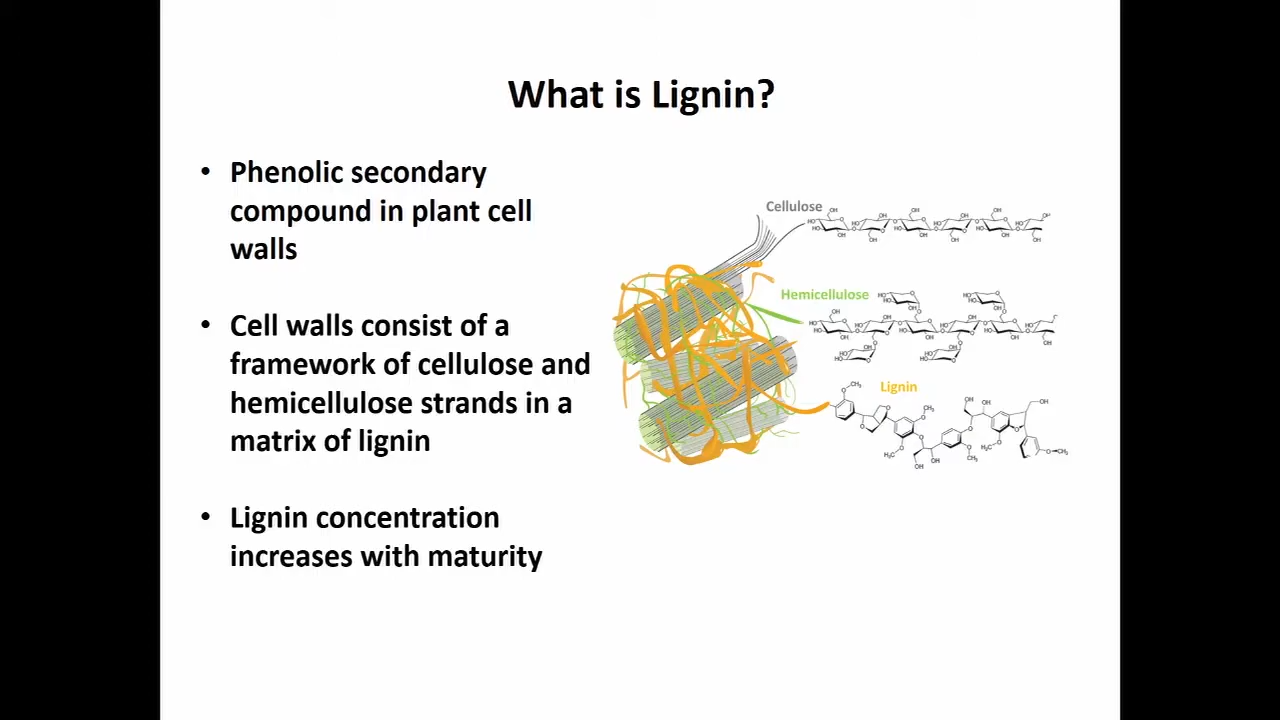 What is Lignin?
• Phenolic secondary
compound in plant cell
walls
• Cell walls consist of a
framework of cellulose and
hemicellulose strands in a
matrix of lignin
• Lignin concentration
increases with maturity
Cellulose
Hemicellulose
Lignin